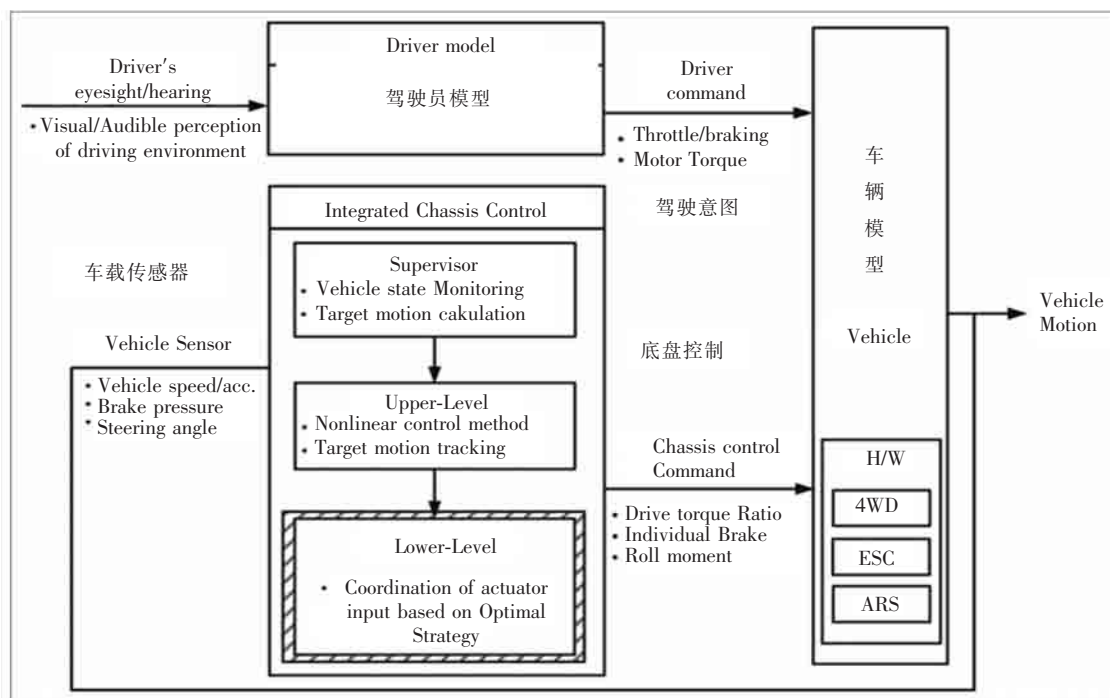 Driver's
eyesight/hearing
• Visual/Audible perception
of driving environment
Driver model
驾驶员模型
Driver
command
• Throttle/braking
• Motor Torque
驾驶意图
车载传感器
Vehicle Sensor
• Vehicle speed/acc.
• Brake pressure
• Steering angle
Integrated Chassis Control
Supervisor
• Vehicle state Monitoring
• Target motion cakulation
Upper-Level
• Nonlinear control method
• Target motion tracking
Lower-Level
• Coordination of actuator
input based on Optimal
Strategy
底盘控制
Chassis control
Command
• Drive torque Ratio
• Individual Brake
• Roll moment
车
辆
模
型
Vehicle
H/W
4WD
ESC
ARS
Vehicle
Motion